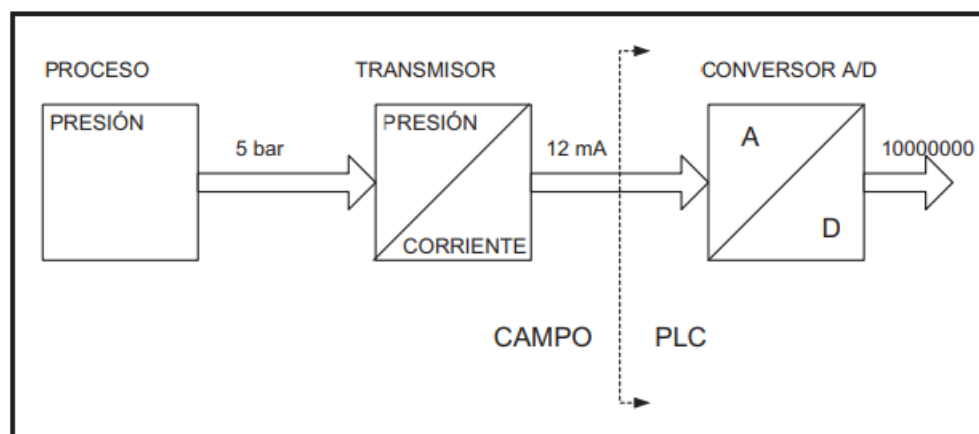 PROCESO
TRANSMISOR
CONVERSOR A/D
PRESIÓN
PRESIÓN
A
5 bar
12 mA
10000000
D
CORRIENTE
CAMPO
PLC